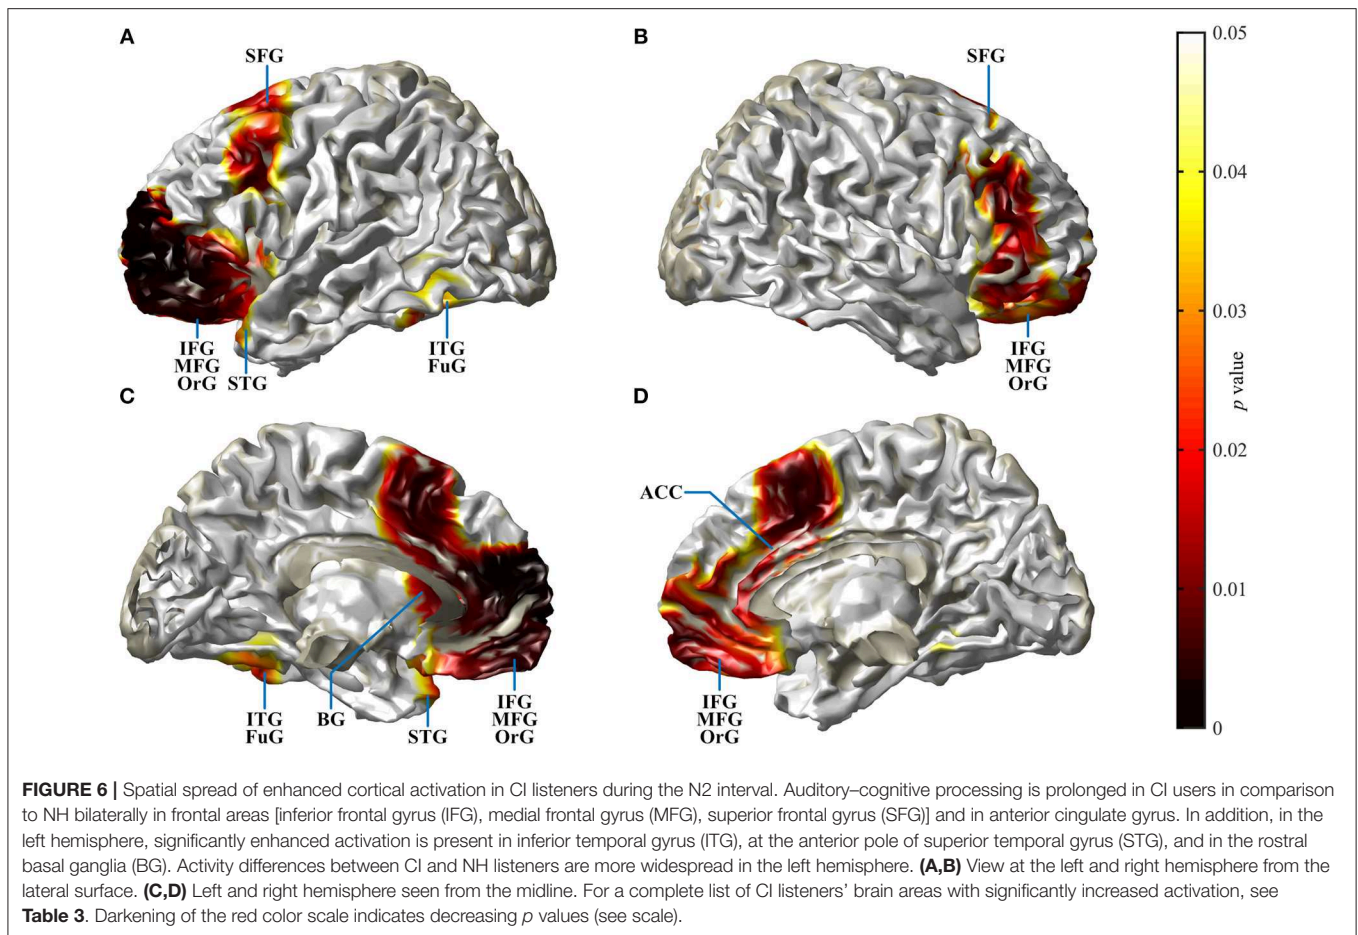 A
B
SFG
SFG
0.05
0.04
0.03
0.02
0.01
0
p value
IFG
MFG
OrG
STG
ITG
FuG
IFG
MFG
OrG
C
D
ACC
ITG
FuG
BG
STG
IFG
MFG
OrG
IFG
MFG
OrG
FIGURE 6 | Spatial spread of enhanced cortical activation in CI listeners during the N2 interval. Auditory–cognitive processing is prolonged in CI users in comparison
to NH bilaterally in frontal areas [inferior frontal gyrus (IFG), medial frontal gyrus (MFG), superior frontal gyrus (SFG)] and in anterior cingulate gyrus. In addition, in the
left hemisphere, significantly enhanced activation is present in inferior temporal gyrus (ITG), at the anterior pole of superior temporal gyrus (STG), and in the rostral
basal ganglia (BG). Activity differences between CI and NH listeners are more widespread in the left hemisphere. (A,B) View at the left and right hemisphere from the
lateral surface. (C,D) Left and right hemisphere seen from the midline. For a complete list of CI listeners' brain areas with significantly increased activation, see
Table 3. Darkening of the red color scale indicates decreasing p values (see scale).